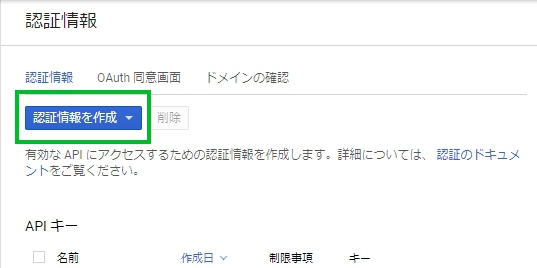 認証情報
認証情報 OAuth 同意画面 ドメインの確認
認証情報を作成 削除
有効な API にアクセスするための認証情報を作成します。詳細については、 認証のドキュメ
ントをご覧ください。
API キー
名前 作成日 制限事項 キー